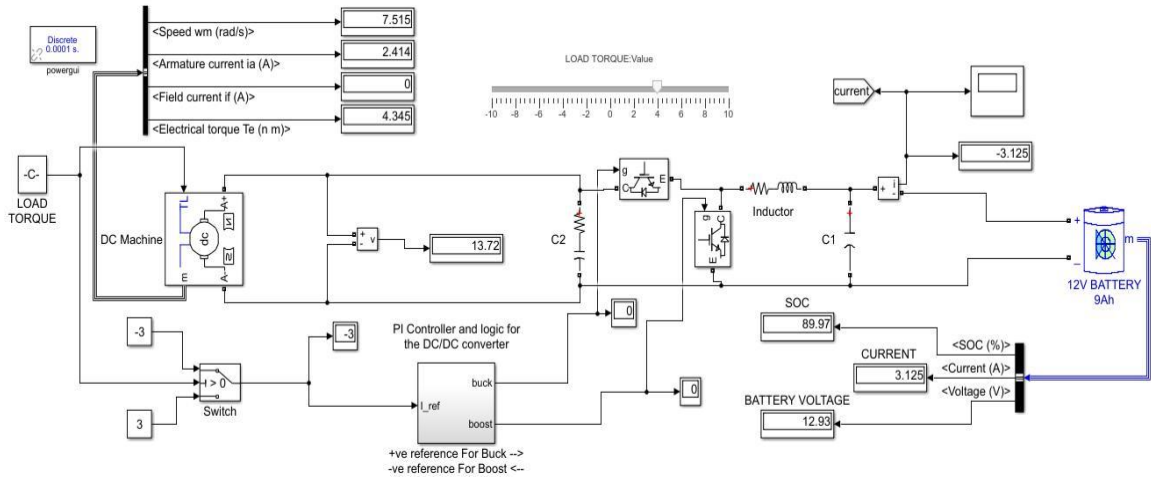 Discrete
0.0001 s.
powergui
<Speed wm (rad/s)>
7.515
<Armature current ia (A)>
2.414
<Field current if (A)>
0
<Electrical torque Te (n m)>
4.345
LOAD TORQUE:Value
-10 -8 -6 -4 -2 0 2 4 6 8 10
current
-3.125
-C-
LOAD
TORQUE
DC Machine
TL
m
A+
A-
dc
+
-
v
13.72
C2
g
C
E
g
C
E
Inductor
C1
+
i
-
+
_
m
12V BATTERY
9Ah
-3
3
> 0
Switch
-3
PI Controller and logic for
the DC/DC converter
I_ref
buck
boost
0
0
+ve reference For Buck -->
-ve reference For Boost <--
SOC
89.97
<SOC (%)>
CURRENT
3.125
<Current (A)>
BATTERY VOLTAGE
12.93
<Voltage (V)>